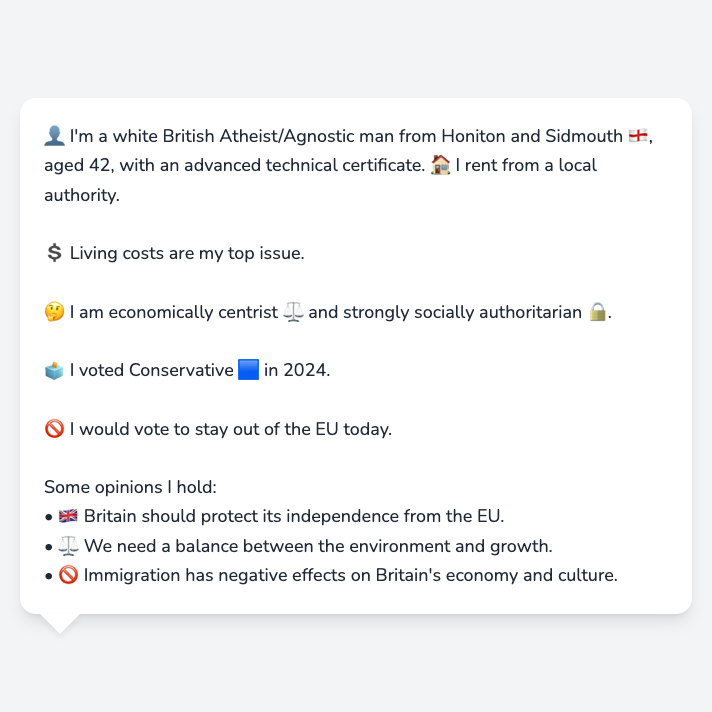 👤 I'm a white British Atheist/Agnostic man from Honiton and Sidmouth 🏴󠁧󠁢󠁥󠁮󠁧󠁿,
aged 42, with an advanced technical certificate. 🏠 I rent from a local
authority.
💲 Living costs are my top issue.
🤔 I am economically centrist ⚖️ and strongly socially authoritarian 🔒.
🗳️ I voted Conservative 🟦 in 2024.
🚫 I would vote to stay out of the EU today.
Some opinions I hold:
• 🇬🇧 Britain should protect its independence from the EU.
• ⚖️ We need a balance between the environment and growth.
• 🚫 Immigration has negative effects on Britain's economy and culture.